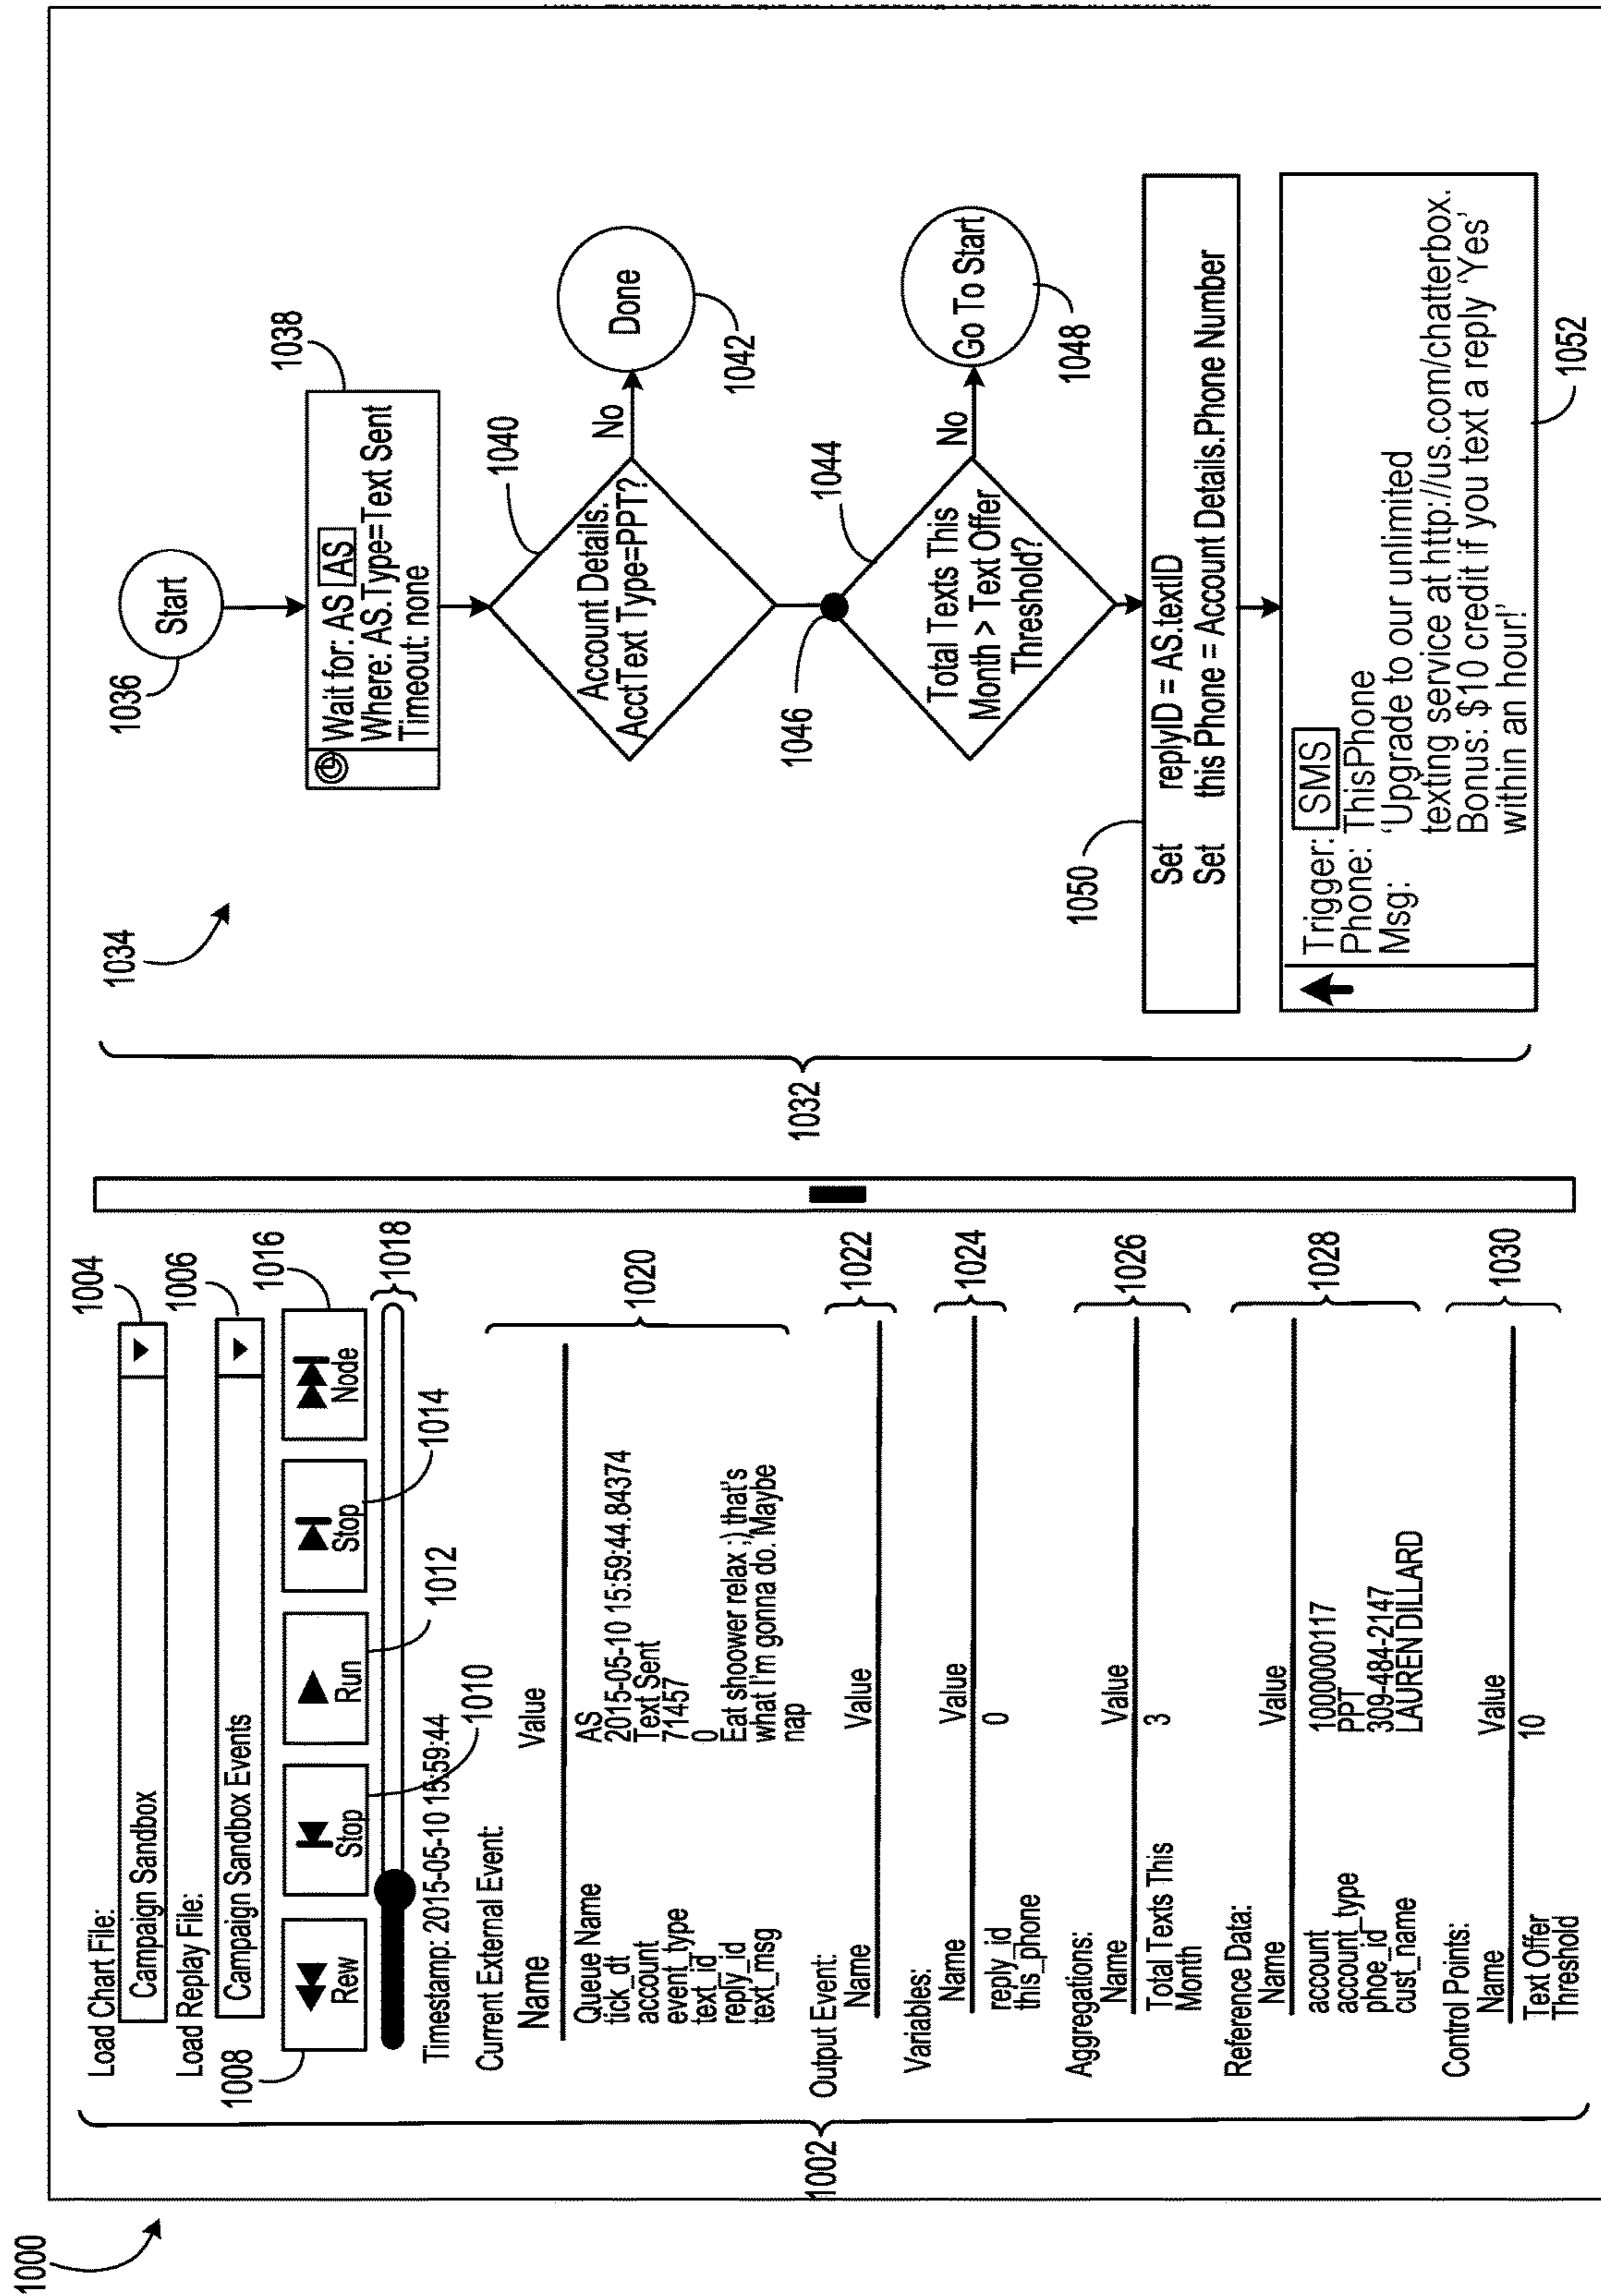 1000
1002
Load Chart File:
Campaign Sandbox
1004
Load Replay File:
Campaign Sandbox Events
1006
1008
Rew
Stop
Run
Stop
Node
1016
1018
Timestamp: 2015-05-10 15:59:44
1010
1012
1014
Current External Event:
Name Value
Queue Name AS
tick_dt 2015-05-10 15:59:44.84374
account Text Sent
event_type 71457
text_id 0
reply_id Eat shoower relax ;) that's
text_msg what I'm gonna do. Maybe
nap
1020
Output Event:
Name Value
1022
Variables:
Name Value
reply_id 0
this_phone
1024
Aggregations:
Name Value
Total Texts This 3
Month
1026
Reference Data:
Name Value
account 100000117
account_type PPT
phoe_id 309-484-2147
cust_name LAUREN DILLARD
1028
Control Points:
Name Value
Text Offer 10
Threshold
1030
1032
1034
1036
Start
1038
Wait for: AS AS
Where: AS.Type=Text Sent
Timeout: none
1040
Account Details.
AcctText Type=PPT?
No
Done
1042
1046
1044
Total Texts This
Month > Text Offer
Threshold?
No
Go To Start
1048
1050
Set replyID = AS.textID
Set this Phone = Account Details.Phone Number
Trigger: SMS
Phone: ThisPhone
Msg: ‘Upgrade to our unlimited
texting service at http://us.com/chatterbox.
Bonus: $10 credit if you text a reply ‘Yes’
within an hour!’
1052